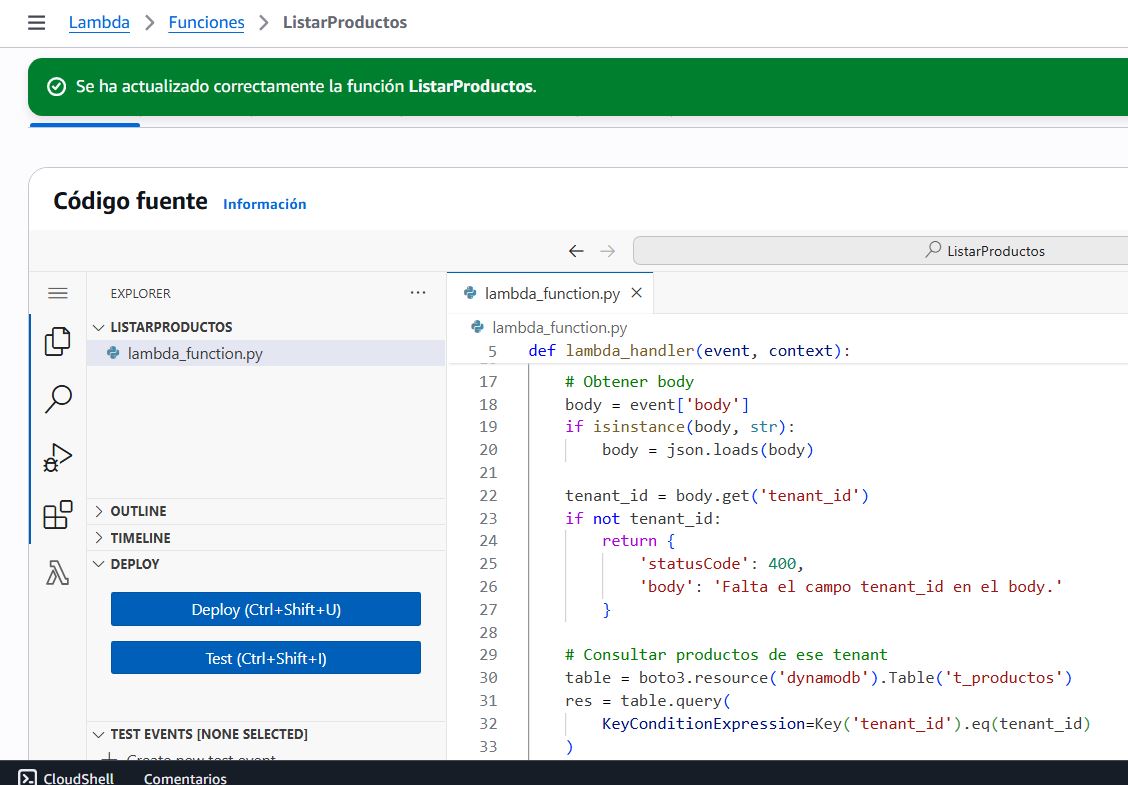 Lambda > Funciones > ListarProductos
Se ha actualizado correctamente la función ListarProductos.
Código fuente Información
ListarProductos
EXPLORER ...
LISTARPRODUCTOS
lambda_function.py
OUTLINE
TIMELINE
DEPLOY
Deploy (Ctrl+Shift+U)
Test (Ctrl+Shift+I)
TEST EVENTS [NONE SELECTED]
Create new test event
lambda_function.py
lambda_function.py
5 def lambda_handler(event, context):
17 # Obtener body
18 body = event['body']
19 if isinstance(body, str):
20 body = json.loads(body)
21
22 tenant_id = body.get('tenant_id')
23 if not tenant_id:
24 return {
25 'statusCode': 400,
26 'body': 'Falta el campo tenant_id en el body.'
27 }
28
29 # Consultar productos de ese tenant
30 table = boto3.resource('dynamodb').Table('t_productos')
31 res = table.query(
32 KeyConditionExpression=Key('tenant_id').eq(tenant_id)
33 )
CloudShell Comentarios